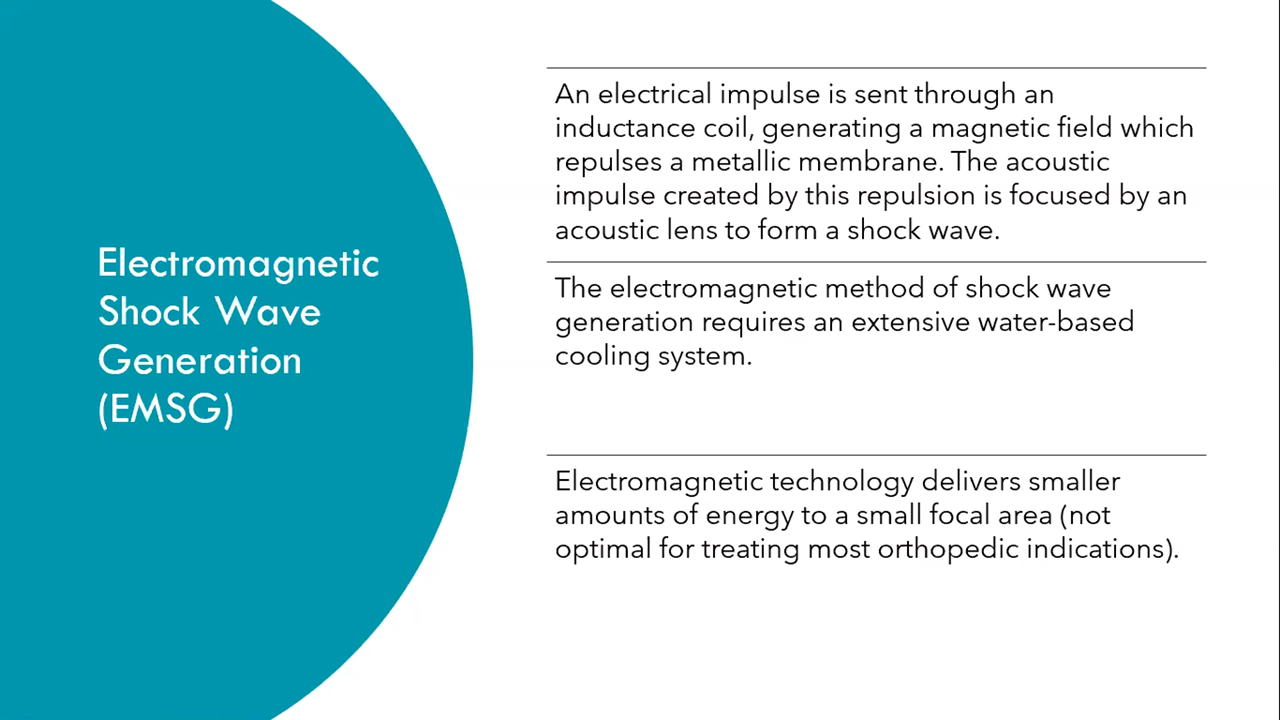 Electromagnetic
Shock Wave
Generation
(EMSG)
An electrical impulse is sent through an
inductance coil, generating a magnetic field which
repulses a metallic membrane. The acoustic
impulse created by this repulsion is focused by an
acoustic lens to form a shock wave.
The electromagnetic method of shock wave
generation requires an extensive water-based
cooling system.
Electromagnetic technology delivers smaller
amounts of energy to a small focal area (not
optimal for treating most orthopedic indications).